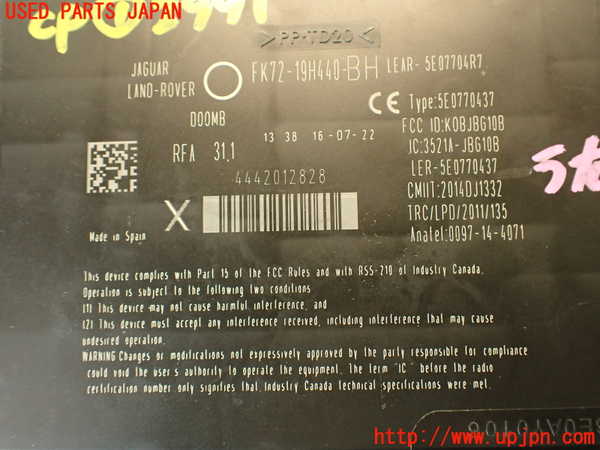 USED PARTS JAPAN
>PP-TD20<
JAGUAR
LAND-ROVER
FK72-19H440-BH LEAR- 5E07704R7
D00MB
CE Type:5E0770437
FCC ID:KOBJBG10B
13 38 16-07-22
IC:3521A-JBG10B
RFA 31.1
LER-5E0770437
4442012828
CMIIT:2014DJ1332
X
TRC/LPD/2011/135
Made in Spain
Anatel:0097-14-4071
This device complies with Part 15 of the FCC Rules and with RSS-210 of Industry Canada.
Operation is subject to the following two conditions
(1) This device may not cause harmful interference, and
(2) This device must accept any interference received, including interference that may cause
undesired operation.
WARNING Changes or modifications not expressively approved by the party responsible for compliance
could void the user's authority to operate the equipment. The term "IC" before the radio
certification number only signifies that Industry Canada technical specifications were met.
http://www.upjpn.com/